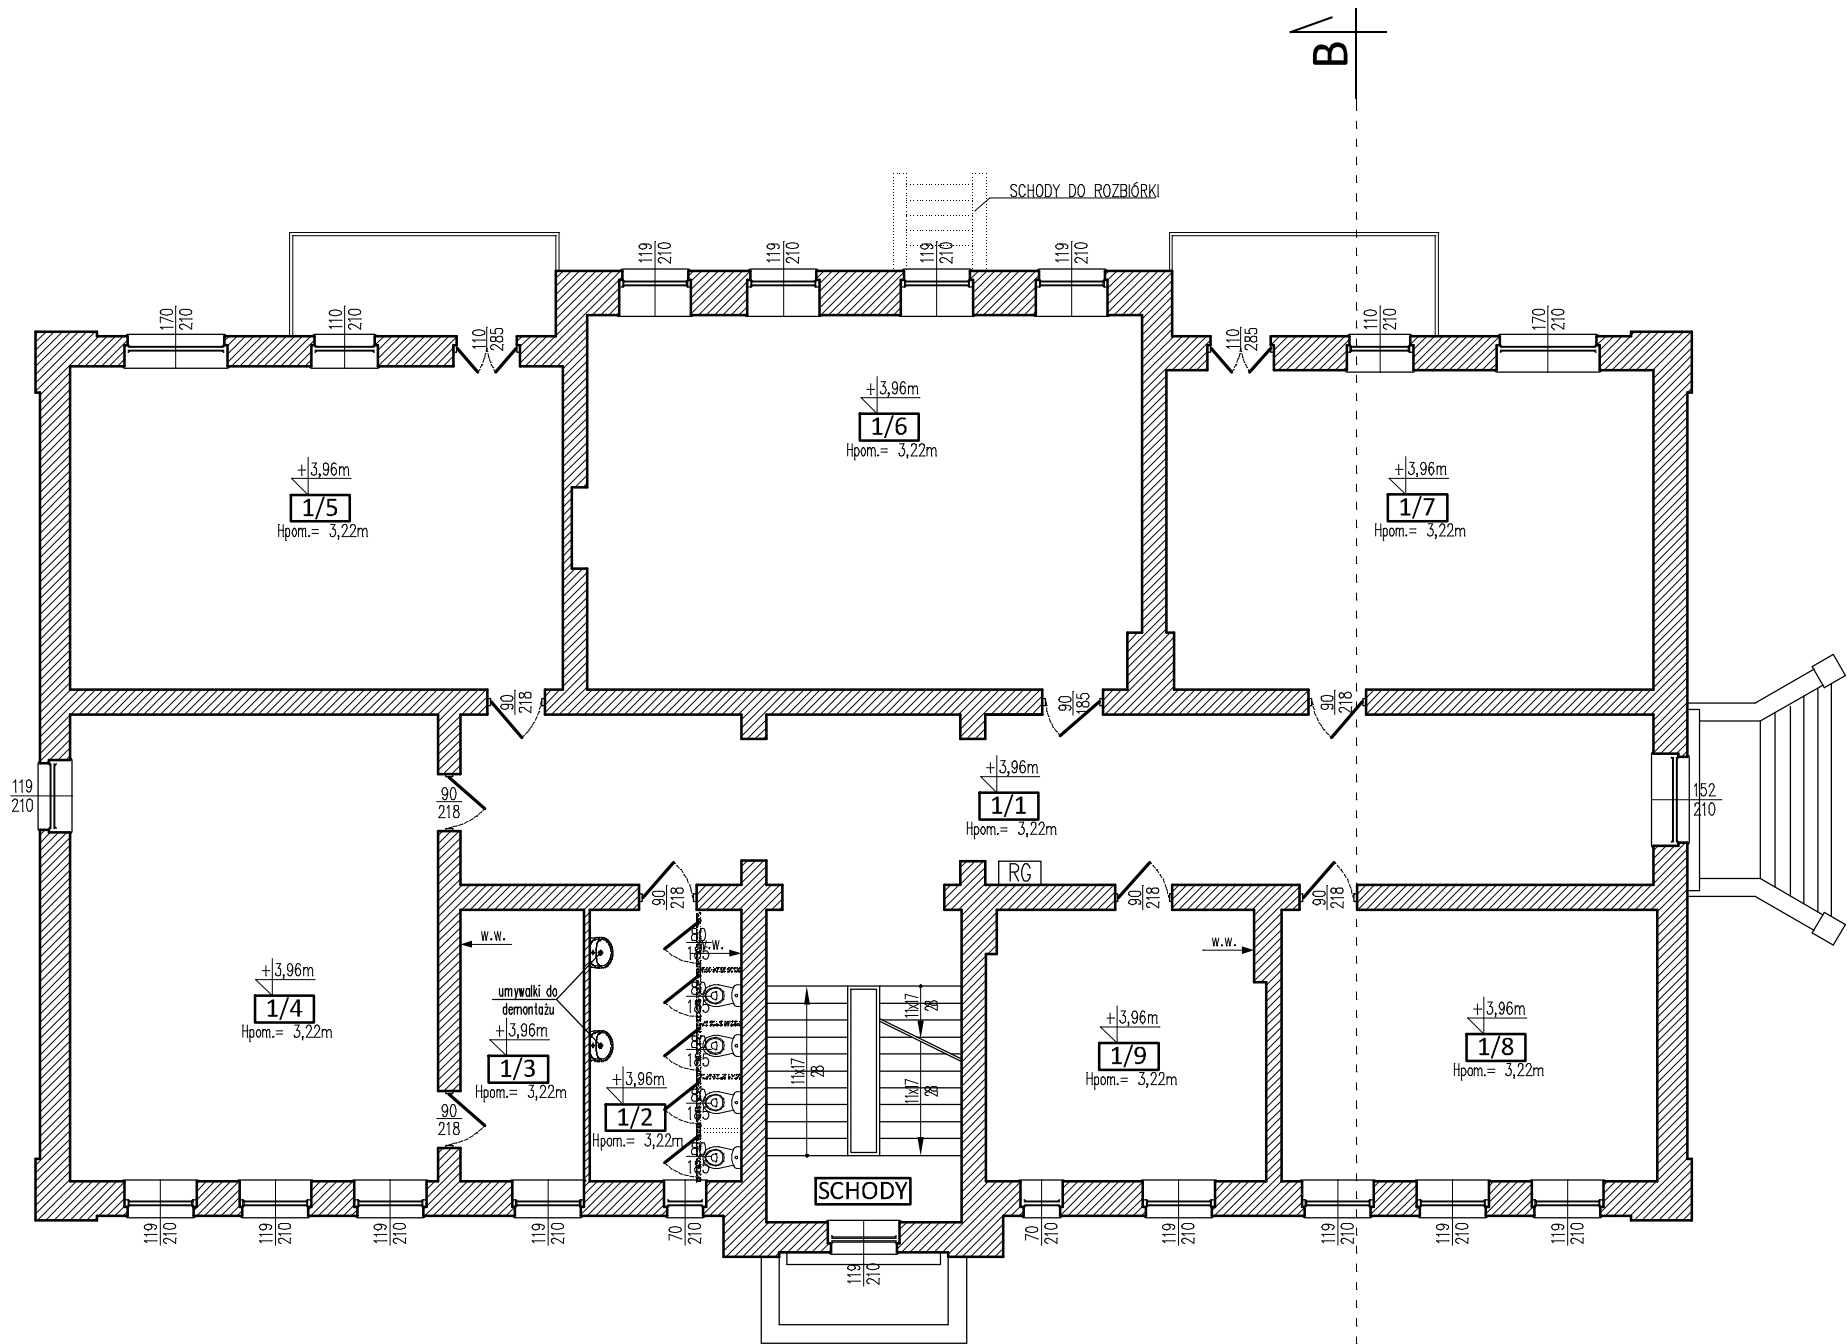 B
SCHODY DO ROZBIÓRKI
119
210
119
210
119
210
119
210
170
210
110
210
110
285
110
285
110
210
170
210
+3,96m
1/6
Hpom.= 3,22m
+3,96m
1/5
Hpom.= 3,22m
+3,96m
1/7
Hpom.= 3,22m
90
218
90
185
90
218
119
210
90
218
+3,96m
1/1
Hpom.= 3,22m
152
210
RG
90
218
90
218
90
218
w.w.
w.w.
+3,96m
1/4
Hpom.= 3,22m
umywalki do
demontażu
+3,96m
1/3
Hpom.= 3,22m
+3,96m
1/2
Hpom.= 3,22m
11x17
28
11x17
28
11x17
28
+3,96m
1/9
Hpom.= 3,22m
+3,96m
1/8
Hpom.= 3,22m
90
218
SCHODY
119
210
119
210
119
210
119
210
70
210
119
210
70
210
119
210
119
210
119
210
119
210